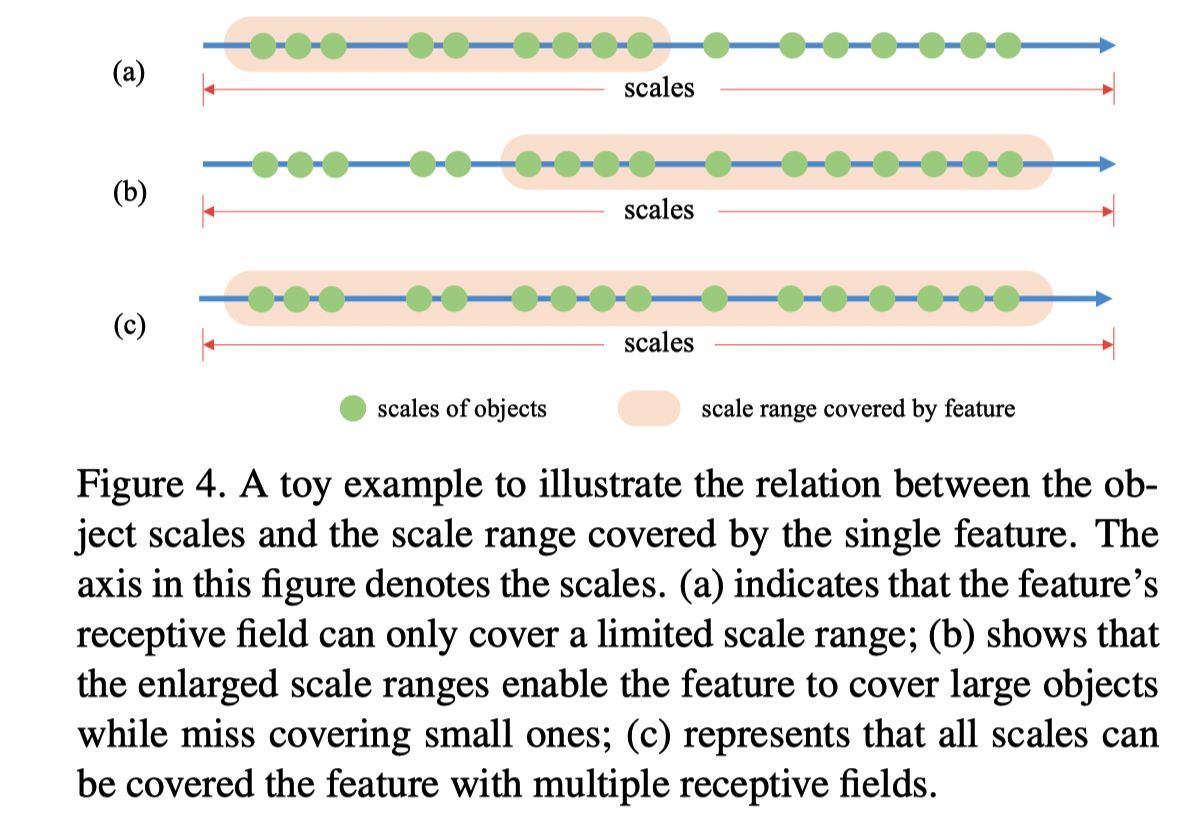 (a)
scales
(b)
scales
(c)
scales
scales of objects
scale range covered by feature
Figure 4. A toy example to illustrate the relation between the ob-
ject scales and the scale range covered by the single feature. The
axis in this figure denotes the scales. (a) indicates that the feature’s
receptive field can only cover a limited scale range; (b) shows that
the enlarged scale ranges enable the feature to cover large objects
while miss covering small ones; (c) represents that all scales can
be covered the feature with multiple receptive fields.